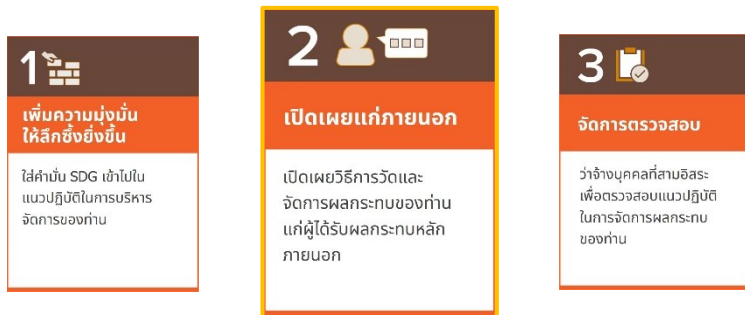 1
เพิ่มความมุ่งมั่น
ให้ลึกซึ้งยิ่งขึ้น
ใส่คำมั่น SDG เข้าไปใน
แนวปฏิบัติในการบริหาร
จัดการของท่าน
2
เปิดเผยแก่ภายนอก
เปิดเผยวิธีการวัดและ
จัดการผลกระทบของท่าน
แก่ผู้ได้รับผลกระทบหลัก
ภายนอก
3
จัดการตรวจสอบ
ว่าจ้างบุคคลที่สามอิสระ
เพื่อตรวจสอบแนวปฏิบัติ
ในการจัดการผลกระทบ
ของท่าน